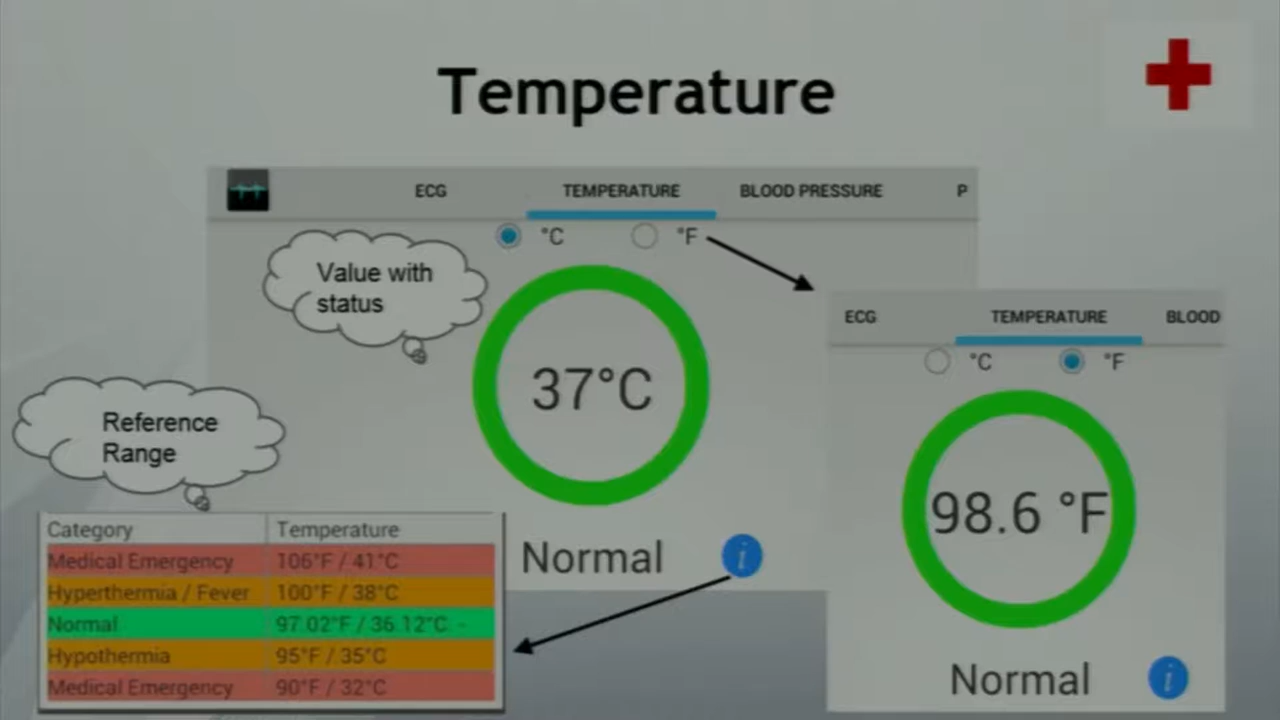 Temperature
ECG TEMPERATURE BLOOD PRESSURE P
°C °F
Value with
status
37°C
Normal i
ECG TEMPERATURE BLOOD
°C °F
98.6 °F
Normal i
Reference
Range
Category Temperature
Medical Emergency 106°F / 41°C
Hyperthermia / Fever 100°F / 38°C
Normal 97.02°F / 36.12°C -
Hypothermia 95°F / 35°C
Medical Emergency 90°F / 32°C